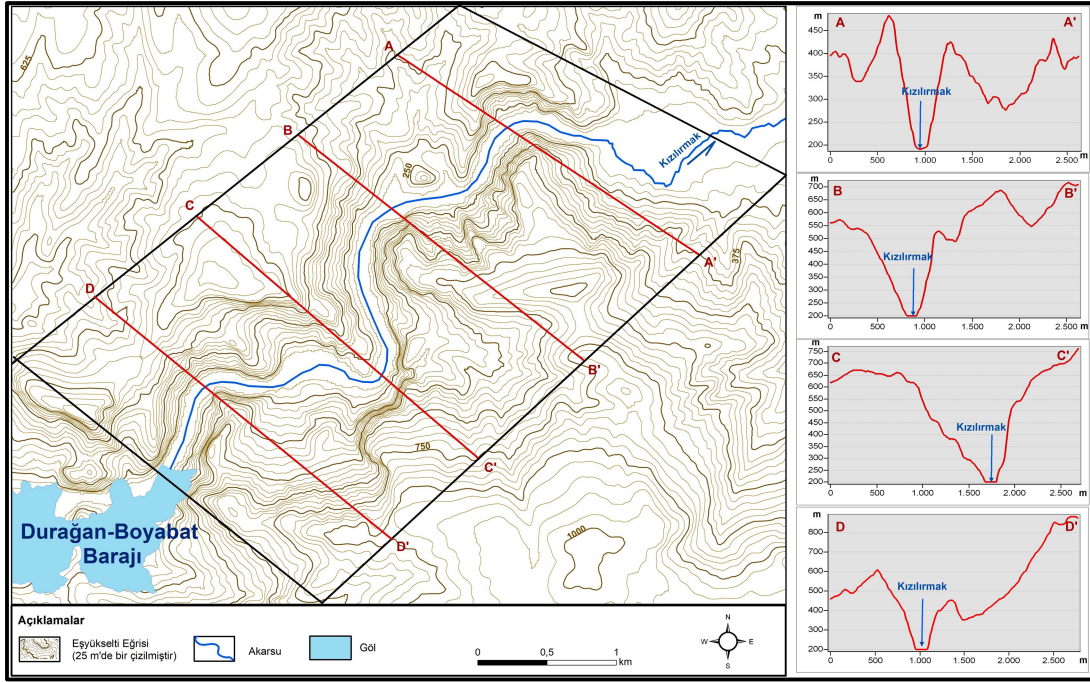 625
A
B
250
C
D
Kızılırmak
A'
375
B'
750
C'
D'
1000
Durağan-Boyabat
Barajı
Açıklamalar
Eşyükselti Eğrisi
(25 m'de bir çizilmiştir)
Akarsu
Göl
N
W E
S
0 0,5 1
km
m
A A'
450
400
350
300
250
200
Kızılırmak
0 500 1.000 1.500 2.000 2.500 m
m
B B'
700
650
600
550
500
450
400
350
300
250
200
Kızılırmak
0 500 1.000 1.500 2.000 2.500 m
m
C C'
750
700
650
600
550
500
450
400
350
300
250
200
Kızılırmak
0 500 1.000 1.500 2.000 2.500 m
m
D D'
800
700
600
500
400
300
200
Kızılırmak
0 500 1.000 1.500 2.000 2.500 m